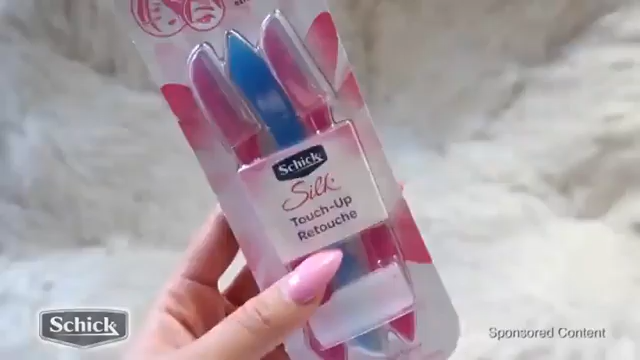 Schick
Silk
Touch-Up
Retouche
Schick
Sponsored Content